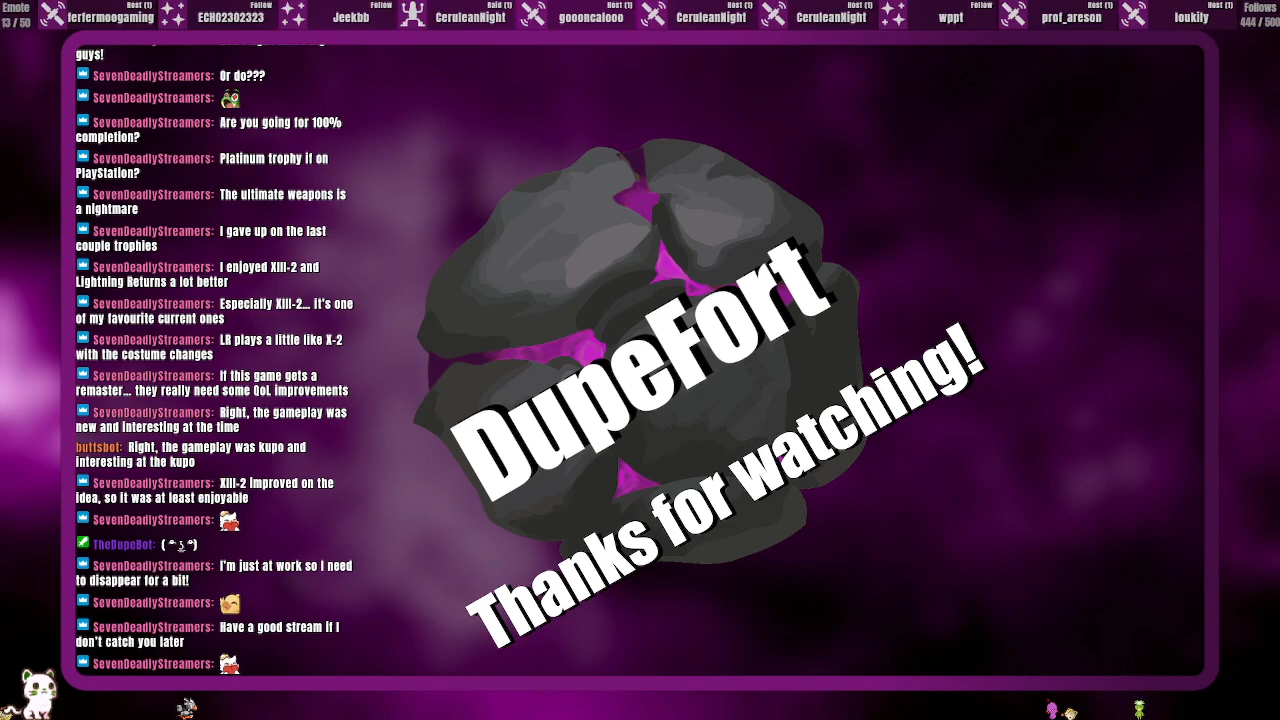 Emote
13 / 50
Host (1)
ferfermoogaming
Follow
ECHO2302323
Follow
Jeekbb
Raid (1)
CeruleanNight
Host (1)
goooncalooo
Host (1)
CeruleanNight
Host (1)
CeruleanNight
Follow
wppt
Host (1)
prof_areson
Host (1)
loukily
Follows
444 / 500
guys!
SevenDeadlyStreamers: Or do???
SevenDeadlyStreamers:
SevenDeadlyStreamers: Are you going for 100%
completion?
SevenDeadlyStreamers: Platinum trophy if on
PlayStation?
SevenDeadlyStreamers: The ultimate weapons is
a nightmare
SevenDeadlyStreamers: I gave up on the last
couple trophies
SevenDeadlyStreamers: I enjoyed XIII-2 and
Lightning Returns a lot better
SevenDeadlyStreamers: Especially XIII-2... it's one
of my favourite current ones
SevenDeadlyStreamers: LR plays a little like X-2
with the costume changes
SevenDeadlyStreamers: If this game gets a
remaster... they really need some QoL improvements
SevenDeadlyStreamers: Right, the gameplay was
new and interesting at the time
buttsbot: Right, the gameplay was kupo and
interesting at the kupo
SevenDeadlyStreamers: XIII-2 improved on the
idea, so it was at least enjoyable
SevenDeadlyStreamers:
TheDupeBot: ( ͡° ͜ʖ ͡°)
SevenDeadlyStreamers: I'm just at work so I need
to disappear for a bit!
SevenDeadlyStreamers:
SevenDeadlyStreamers: Have a good stream if I
don't catch you later
SevenDeadlyStreamers:
DupeFort
Thanks for watching!